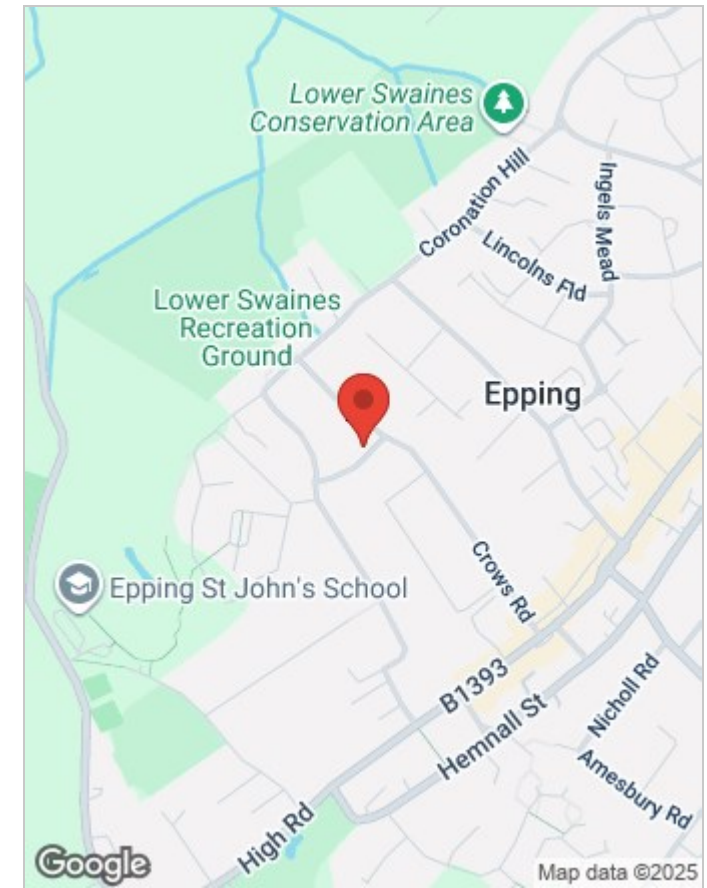 Lower Swaines
Conservation Area
Coronation Hill
Ingels Mead
Lincolns Fld
Lower Swaines
Recreation
Ground
Epping
Crows Rd
Epping St John's School
B1393
Hemnall St
Nicholl Rd
Amesbury Rd
High Rd
Google
Map data ©2025